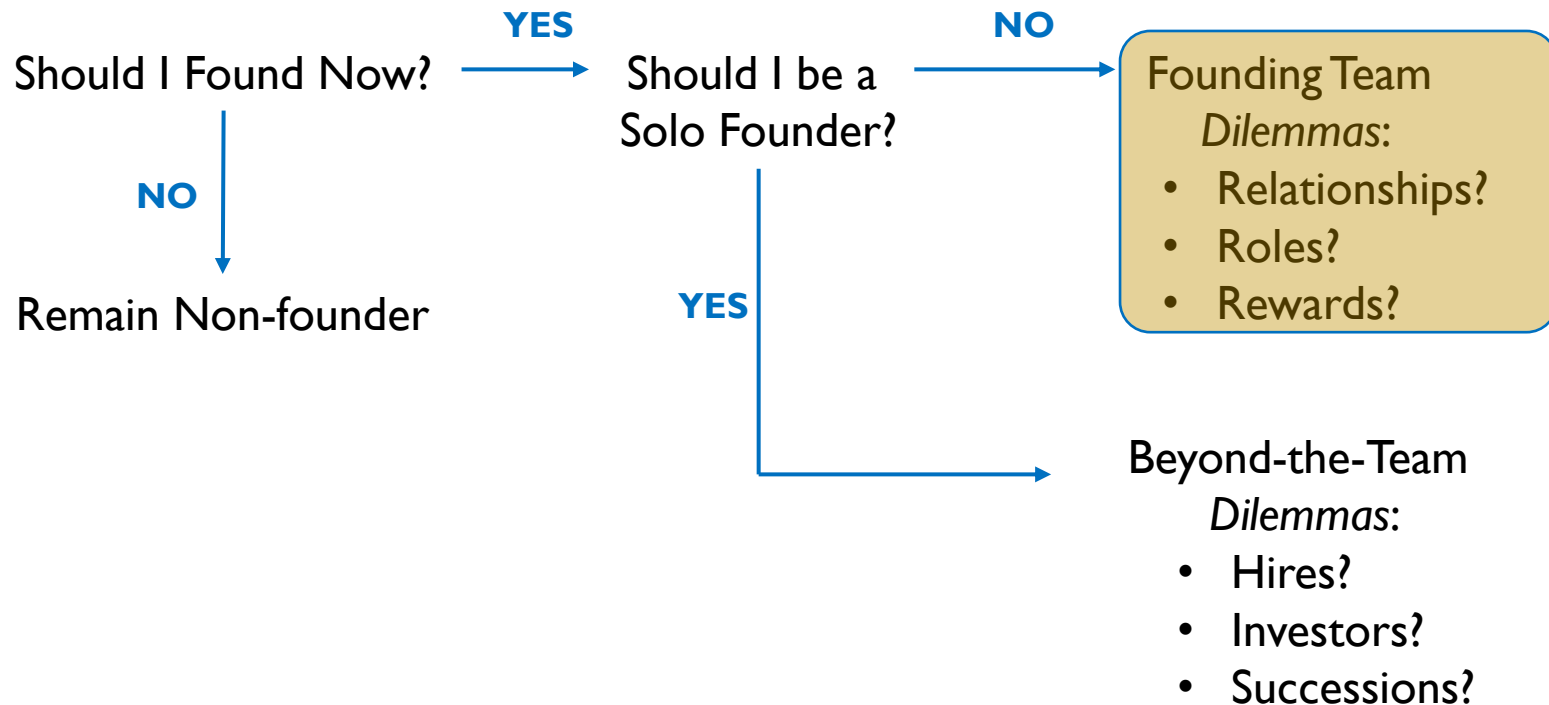 YES
NO
Should I Found Now?
Should I be a
Solo Founder?
Founding Team
Dilemmas:
• Relationships?
• Roles?
• Rewards?
NO
YES
Remain Non-founder
Beyond-the-Team
Dilemmas:
• Hires?
• Investors?
• Successions?